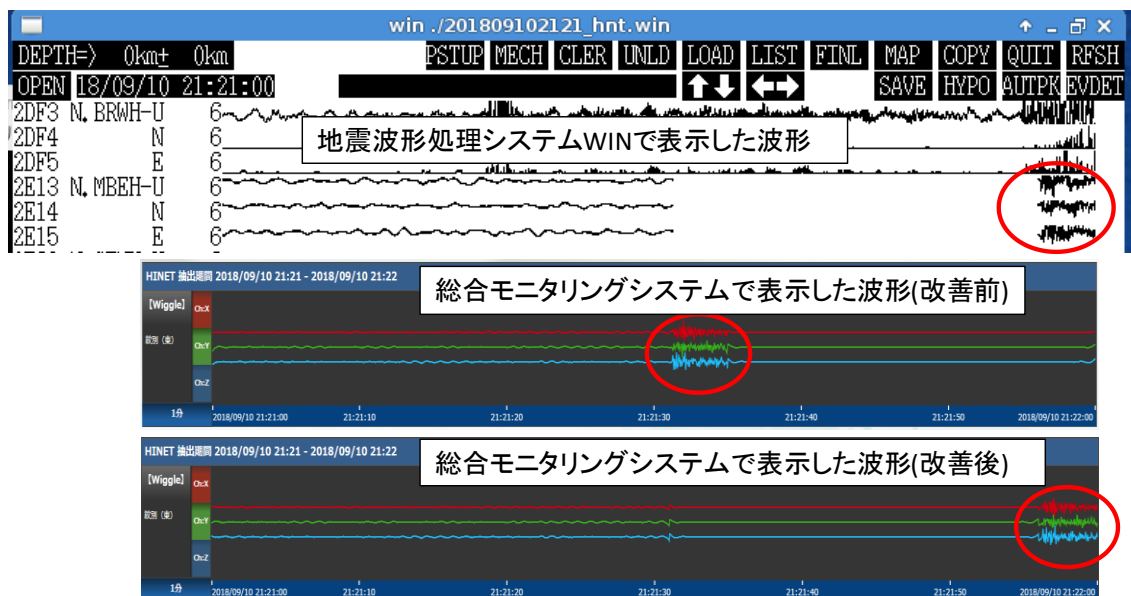 win ./201809102121_hnt.win
DEPTH=> 0km± 0km PSTUP MECH CLER UNLD LOAD LIST FINL MAP COPY QUIT RFSH
OPEN 18/09/10 21:21:00 SAVE HYPO AUTPK EVDET
2DF3 N.BRWH-U 6
2DF4 N 6
2DF5 E 6
地震波形処理システムWINで表示した波形
2E13 N.MBEH-U 6
2E14 N 6
2E15 E 6
HINET 抽出期間 2018/09/10 21:21 - 2018/09/10 21:22
総合モニタリングシステムで表示した波形(改善前)
【Wiggle】
Ch:X
Ch:Y
Ch:Z
1分 2018/09/10 21:21:00 21:21:10 21:21:20 21:21:30 21:21:40 21:21:50 2018/09/10 21:22:00
HINET 抽出期間 2018/09/10 21:21 - 2018/09/10 21:22
総合モニタリングシステムで表示した波形(改善後)
【Wiggle】
Ch:X
Ch:Y
Ch:Z
1分 2018/09/10 21:21:00 21:21:10 21:21:20 21:21:30 21:21:40 21:21:50 2018/09/10 21:22:00